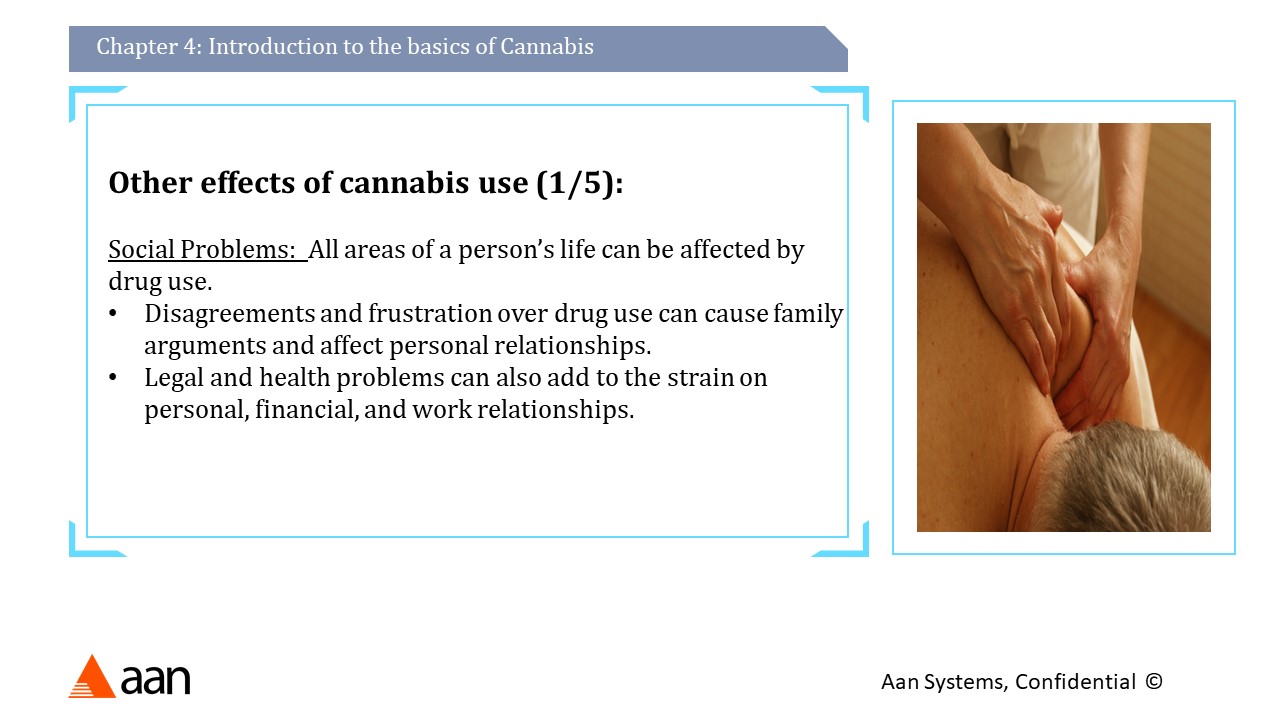 Chapter 4: Introduction to the basics of Cannabis
Other effects of cannabis use (1/5):
Social Problems: All areas of a person’s life can be affected by
drug use.
• Disagreements and frustration over drug use can cause family
arguments and affect personal relationships.
• Legal and health problems can also add to the strain on
personal, financial, and work relationships.
aan
Aan Systems, Confidential ©